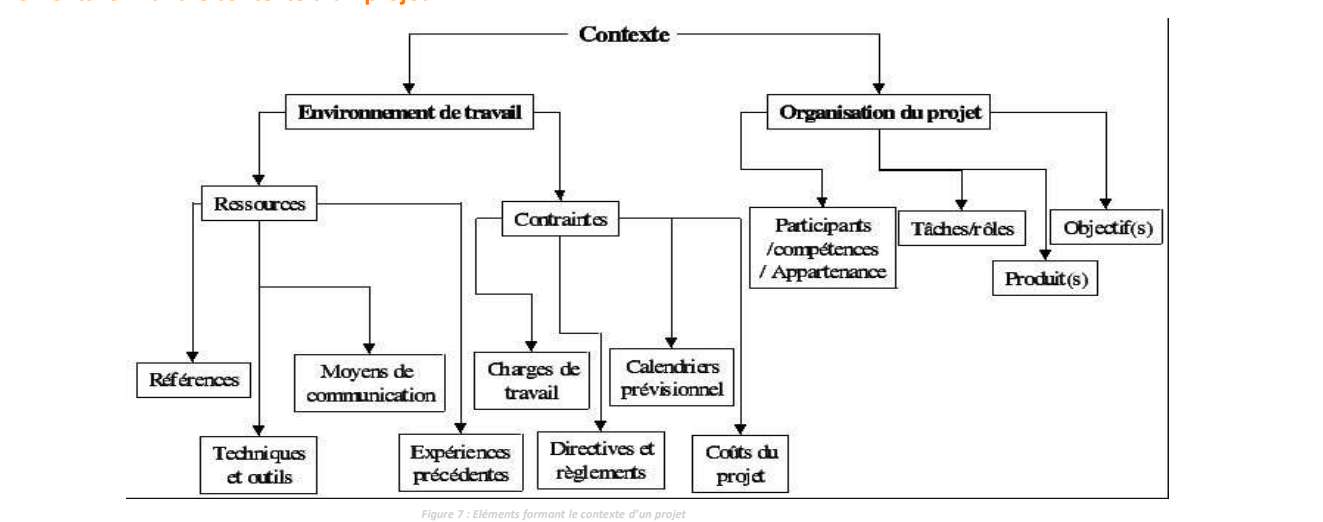 Contexte
Environnement de travail
Organisation du projet
Ressources
Contraintes
Participants
/compétences
/ Appartenance
Tâches/rôles
Objectif(s)
Produit(s)
Références
Moyens de
communication
Charges de
travail
Calendriers
prévisionnel
Techniques
et outils
Expériences
précédentes
Directives et
règlements
Coûts du
projet
Figure 7 : Eléments formant le contexte d'un projet